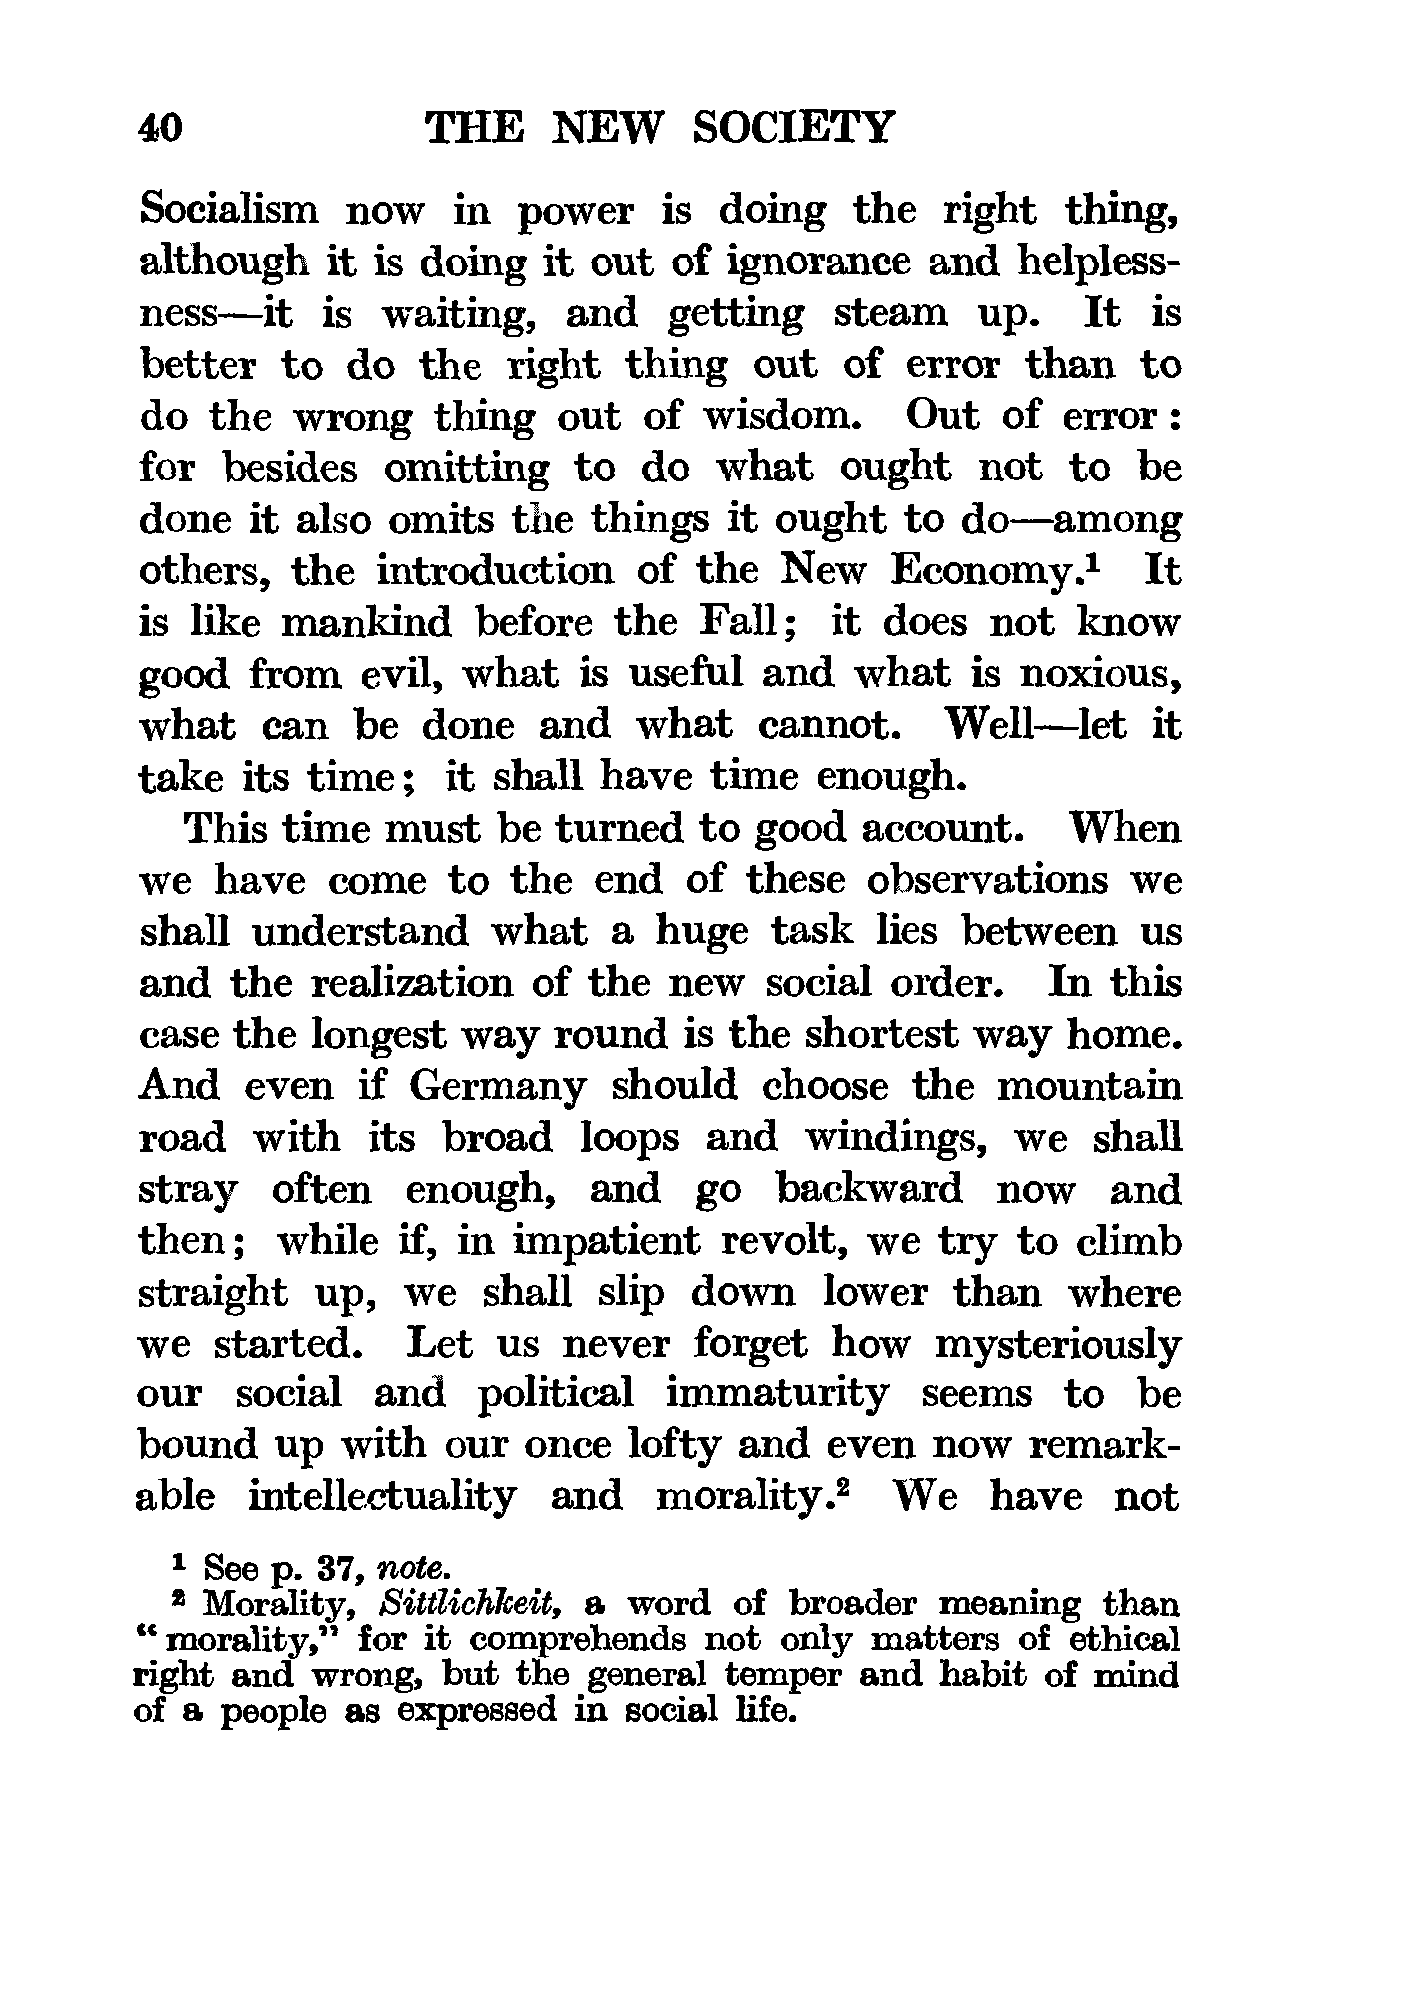 40 THE NEW SOCIETY
Socialism now in power is doing the right thing,
although it is doing it out of ignorance and helpless-
ness—it is waiting, and getting steam up. It is
better to do the right thing out of error than to
do the wrong thing out of wisdom. Out of error:
for besides omitting to do what ought not to be
done it also omits the things it ought to do—among
others, the introduction of the New Economy.¹ It
is like mankind before the Fall; it does not know
good from evil, what is useful and what is noxious,
what can be done and what cannot. Well—let it
take its time; it shall have time enough.
This time must be turned to good account. When
we have come to the end of these observations we
shall understand what a huge task lies between us
and the realization of the new social order. In this
case the longest way round is the shortest way home.
And even if Germany should choose the mountain
road with its broad loops and windings, we shall
stray often enough, and go backward now and
then; while if, in impatient revolt, we try to climb
straight up, we shall slip down lower than where
we started. Let us never forget how mysteriously
our social and political immaturity seems to be
bound up with our once lofty and even now remark-
able intellectuality and morality.² We have not
¹ See p. 37, note.
² Morality, Sittlichkeit, a word of broader meaning than
“morality,” for it comprehends not only matters of ethical
right and wrong, but the general temper and habit of mind
of a people as expressed in social life.